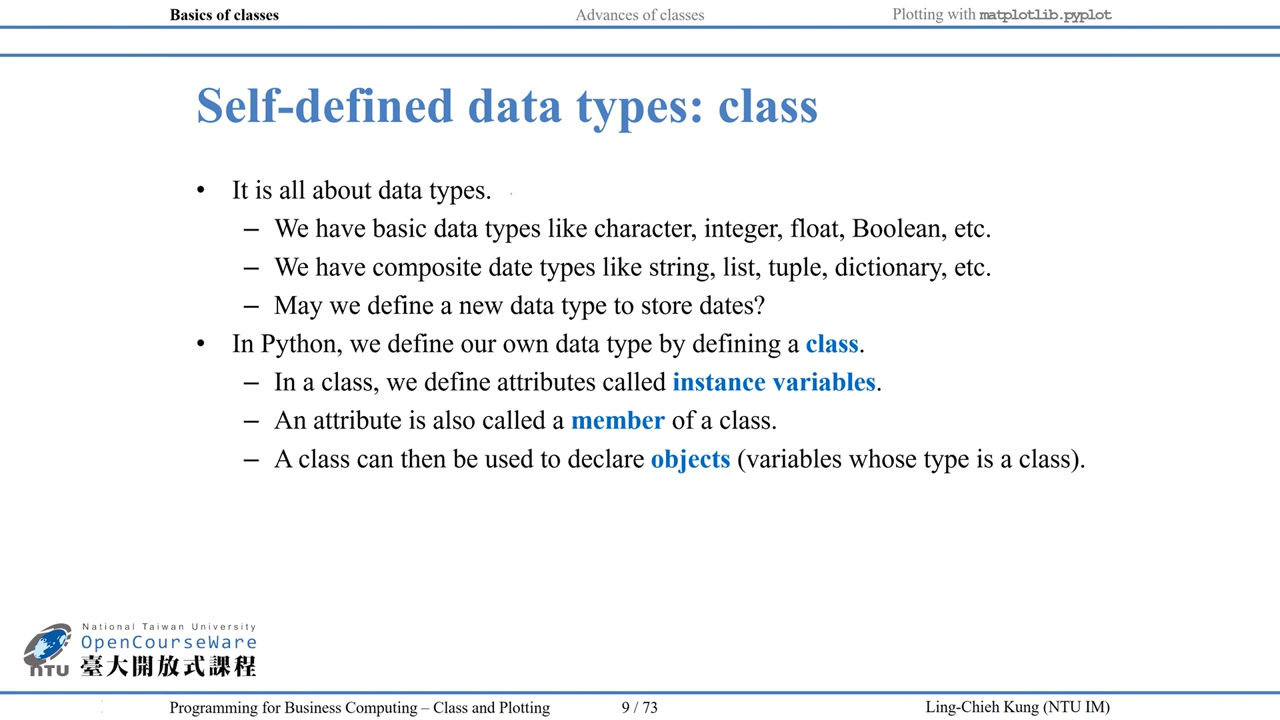 Basics of classes
Advances of classes
Plotting with matplotlib.pyplot
Self-defined data types: class
• It is all about data types.
– We have basic data types like character, integer, float, Boolean, etc.
– We have composite date types like string, list, tuple, dictionary, etc.
– May we define a new data type to store dates?
• In Python, we define our own data type by defining a class.
– In a class, we define attributes called instance variables.
– An attribute is also called a member of a class.
– A class can then be used to declare objects (variables whose type is a class).
National Taiwan University
OpenCourseWare
NTU 臺大開放式課程
Programming for Business Computing – Class and Plotting
9 / 73
Ling-Chieh Kung (NTU IM)